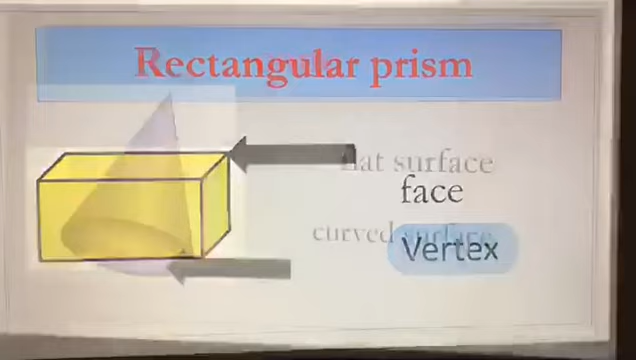 Rectangular prism
flat surface
face
curved surface
Vertex